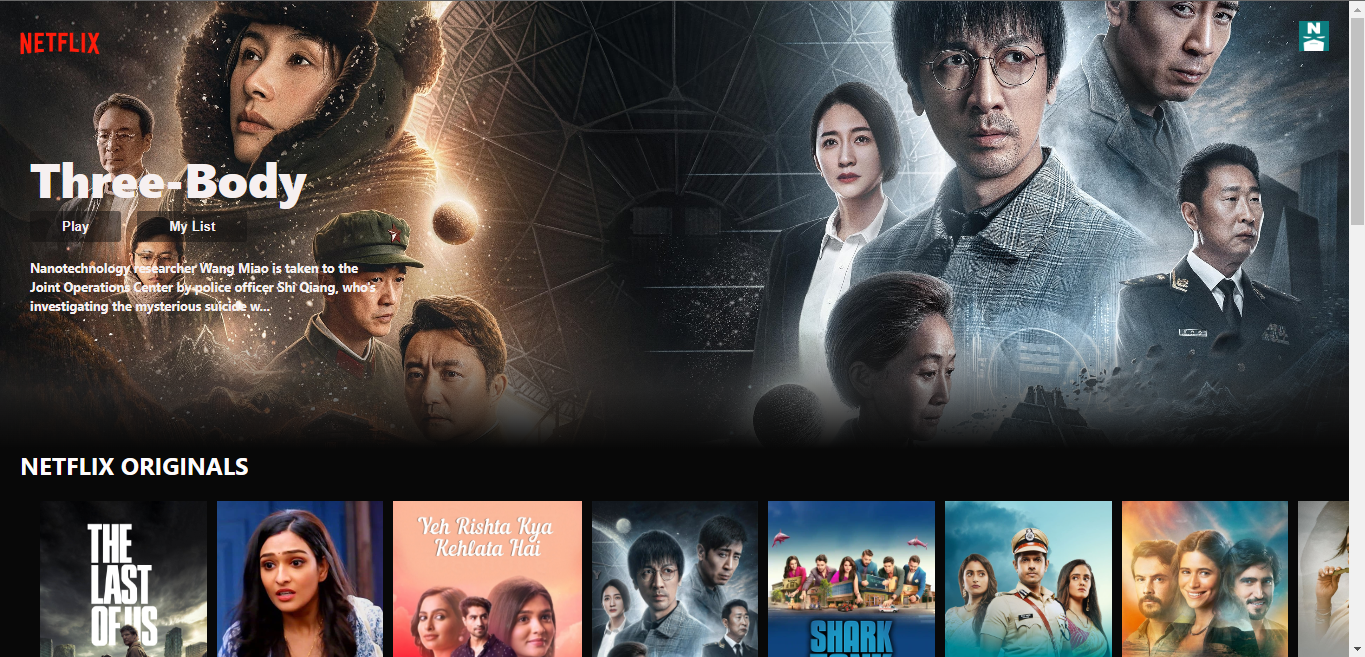 NETFLIX
N
Three-Body
Play
My List
Nanotechnology researcher Wang Miao is taken to the
Joint Operations Center by police officer Shi Qiang, who's
investigating the mysterious suicide w...
NETFLIX ORIGINALS
THE
LAST
OF US
Yeh Rishta Kya
Kehlata Hai
SHARK